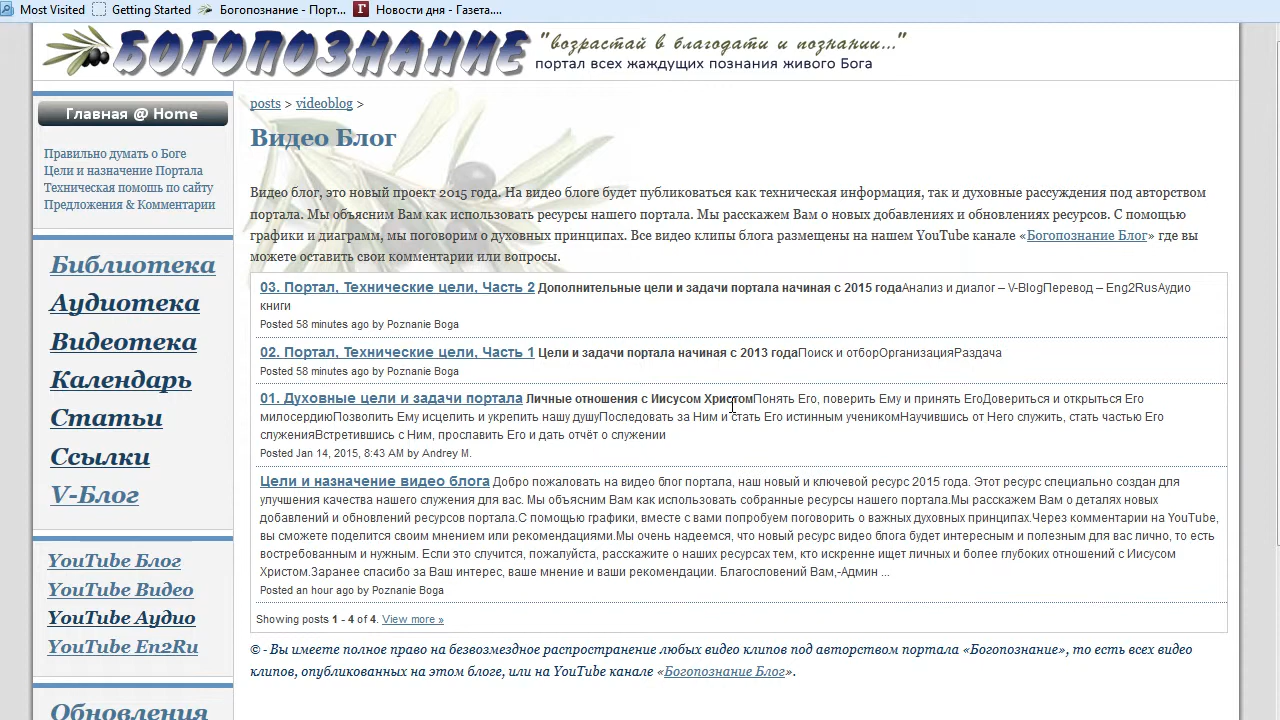 Most Visited Getting Started Богопознание - Порт... Новости дня - Газета....
БОГОПОЗНАНИЕ "возрастай в благодати и познании..."
портал всех жаждущих познания живого Бога
Главная @ Home
Правильно думать о Боге
Цели и назначение Портала
Техническая помошь по сайту
Предложения & Комментарии
Библиотека
Аудиотека
Видеотека
Календарь
Статьи
Ссылки
V-Блог
YouTube Блог
YouTube Видео
YouTube Аудио
YouTube En2Ru
Обновления
posts > videoblog >
Видео Блог
Видео блог, это новый проект 2015 года. На видео блоге будет публиковаться как техническая информация, так и духовные рассуждения под авторством
портала. Мы объясним Вам как использовать ресурсы нашего портала. Мы расскажем Вам о новых добавлениях и обновлениях ресурсов. С помощью
графики и диаграмм, мы поговорим о духовных принципах. Все видео клипы блога размещены на нашем YouTube канале «Богопознание Блог» где вы
можете оставить свои комментарии или вопросы.
03. Портал, Технические цели, Часть 2 Дополнительные цели и задачи портала начиная с 2015 годаАнализ и диалог – V-BlogПеревод – Eng2RusАудио
книги
Posted 58 minutes ago by Poznanie Boga
02. Портал, Технические цели, Часть 1 Цели и задачи портала начиная с 2013 годаПоиск и отборОрганизацияРаздача
Posted 58 minutes ago by Poznanie Boga
01. Духовные цели и задачи портала Личные отношения с Иисусом ХристомПонять Его, поверить Ему и принять ЕгоДовериться и открыться Его
милосердиюПозволить Ему исцелить и укрепить нашу душуПоследовать за Ним и стать Его истинным ученикомНаучившись от Него служить, стать частью Его
служенияВстретившись с Ним, прославить Его и дать отчёт о служении
Posted Jan 14, 2015, 8:43 AM by Andrey M.
Цели и назначение видео блога Добро пожаловать на видео блог портала, наш новый и ключевой ресурс 2015 года. Этот ресурс специально создан для
улучшения качества нашего служения для вас. Мы объясним Вам как использовать собранные ресурсы нашего портала.Мы расскажем Вам о деталях новых
добавлений и обновлений ресурсов портала.С помощью графики, вместе с вами попробуем поговорить о важных духовных принципах.Через комментарии на YouTube,
вы сможете поделится своим мнением или рекомендациями.Мы очень надеемся, что новый ресурс видео блога будет интересным и полезным для вас лично, то есть
востребованным и нужным. Если это случится, пожалуйста, расскажите о наших ресурсах тем, кто искренне ищет личных и более глубоких отношений с Иисусом
Христом.Заранее спасибо за Ваш интерес, ваше мнение и ваши рекомендации. Благословений Вам,-Админ ...
Posted an hour ago by Poznanie Boga
Showing posts 1 - 4 of 4. View more »
© - Вы имеете полное право на безвозмездное распространение любых видео клипов под авторством портала «Богопознание», то есть всех видео
клипов, опубликованных на этом блоге, или на YouTube канале «Богопознание Блог».